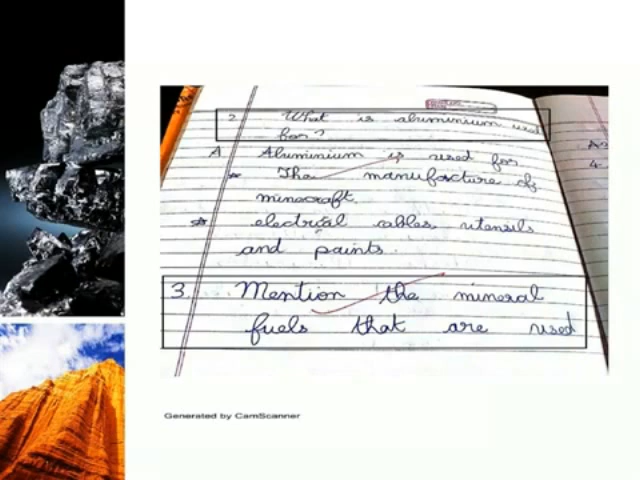 2. What is aluminium used
for?
A Aluminium is used for
* The manufacture of
minecraft.
* electrical cables utensils
and paints.
3. Mention the mineral
fuels that are used
Generated by CamScanner